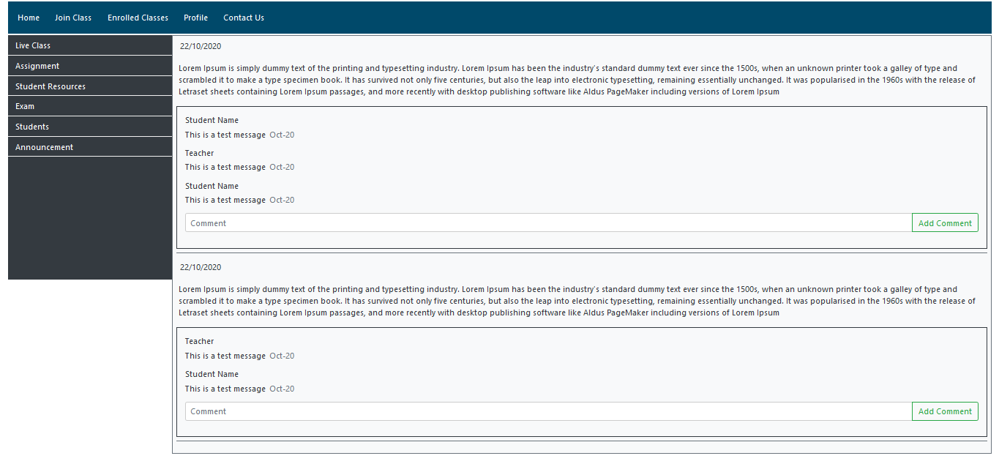 Home Join Class Enrolled Classes Profile Contact Us
Live Class
Assignment
Student Resources
Exam
Students
Announcement
22/10/2020
Lorem Ipsum is simply dummy text of the printing and typesetting industry. Lorem Ipsum has been the industry's standard dummy text ever since the 1500s, when an unknown printer took a galley of type and
scrambled it to make a type specimen book. It has survived not only five centuries, but also the leap into electronic typesetting, remaining essentially unchanged. It was popularised in the 1960s with the release of
Letraset sheets containing Lorem Ipsum passages, and more recently with desktop publishing software like Aldus PageMaker including versions of Lorem Ipsum
Student Name
This is a test message Oct-20
Teacher
This is a test message Oct-20
Student Name
This is a test message Oct-20
Comment Add Comment
22/10/2020
Lorem Ipsum is simply dummy text of the printing and typesetting industry. Lorem Ipsum has been the industry's standard dummy text ever since the 1500s, when an unknown printer took a galley of type and
scrambled it to make a type specimen book. It has survived not only five centuries, but also the leap into electronic typesetting, remaining essentially unchanged. It was popularised in the 1960s with the release of
Letraset sheets containing Lorem Ipsum passages, and more recently with desktop publishing software like Aldus PageMaker including versions of Lorem Ipsum
Teacher
This is a test message Oct-20
Student Name
This is a test message Oct-20
Comment Add Comment